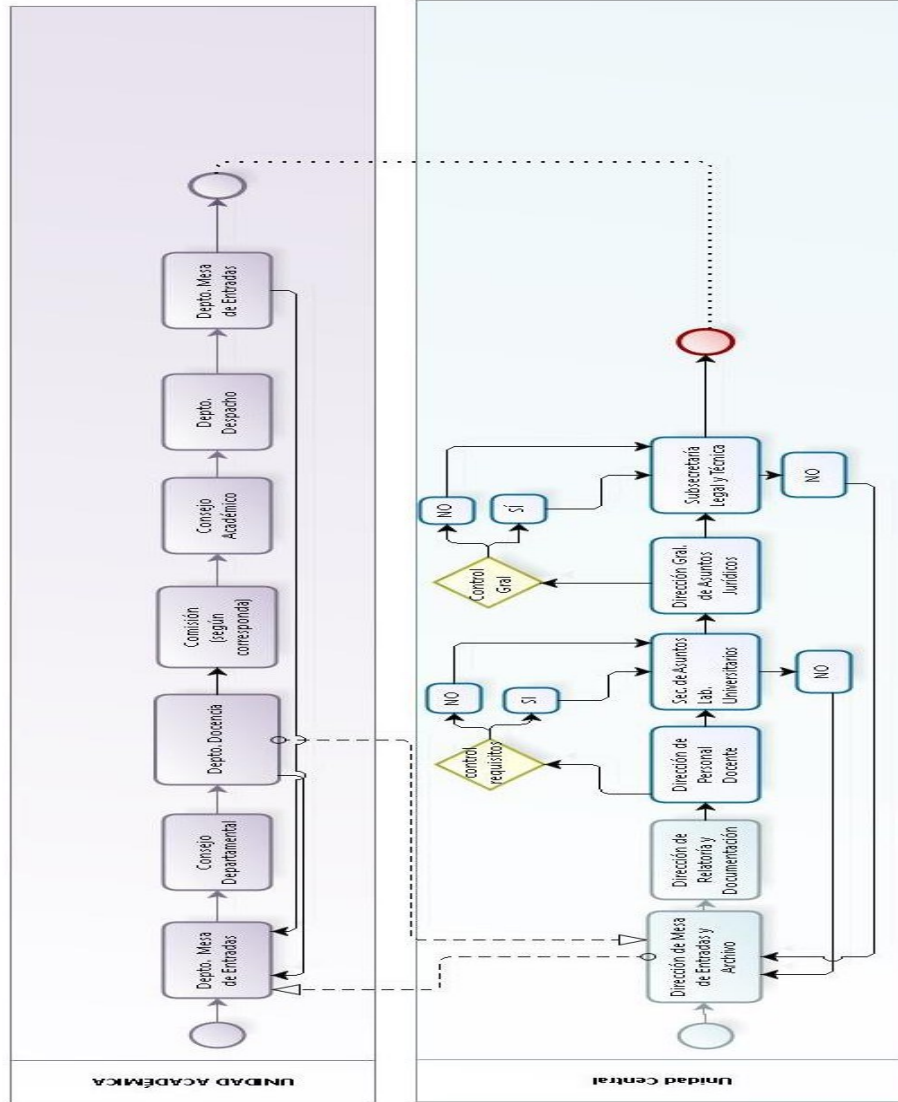 UNIDAD ACADÉMICA
Depto. Mesa
de Entradas
Consejo
Departamental
Depto. Docencia
Comisión
(según
corresponda)
Consejo
Académico
Depto.
Despacho
Depto. Mesa
de Entradas
Unidad Central
Dirección de Mesa
de Entradas y
Archivo
Dirección de
Relatoría y
Documentación
Dirección de
Personal
Docente
control
requisitos
NO
SI
Sec. de Asuntos
Lab.
Universitarios
NO
Dirección Gral.
de Asuntos
Jurídicos
Control
Gral
NO
SÍ
Subsecretaría
Legal y Técnica
NO